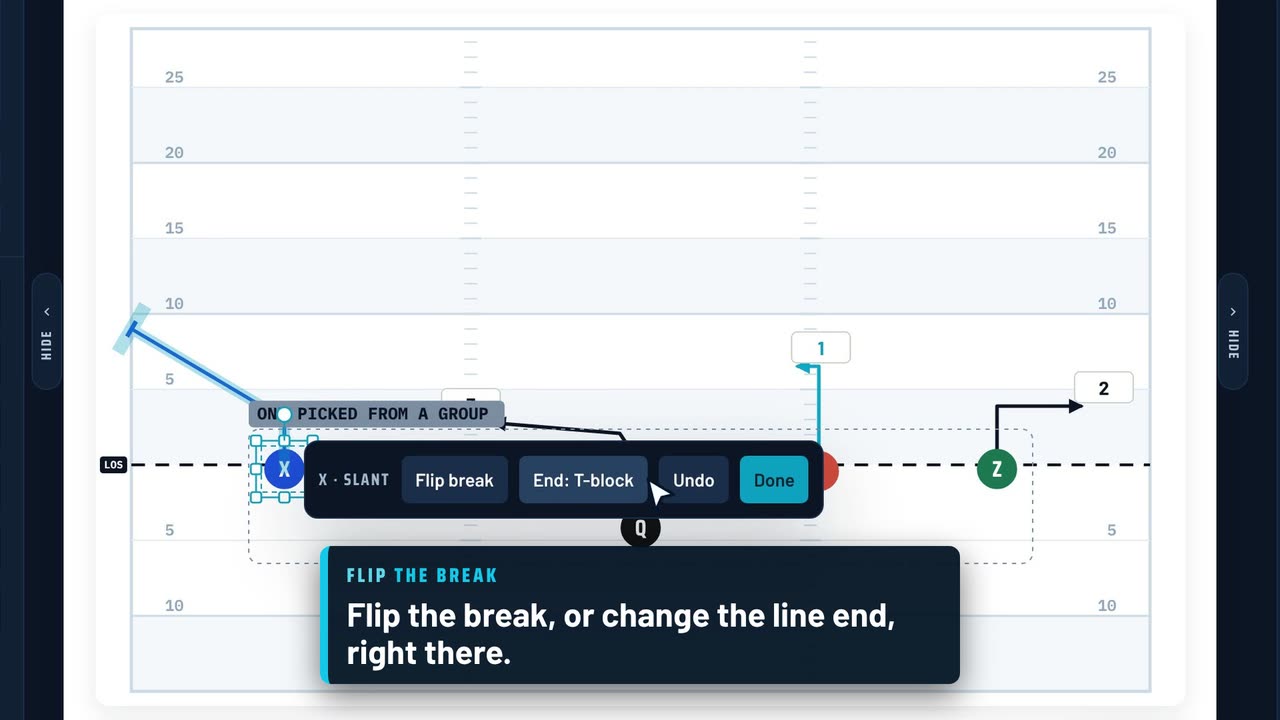 25 25
20 20
15 15
10 10
1
5
2
PICKED FROM A GROUP
LOS
X
X · SLANT
Flip break
End: T-block
Undo
Done
Z
Q
5 5
10 10
HIDE
HIDE
FLIP THE BREAK
Flip the break, or change the line end,
right there.